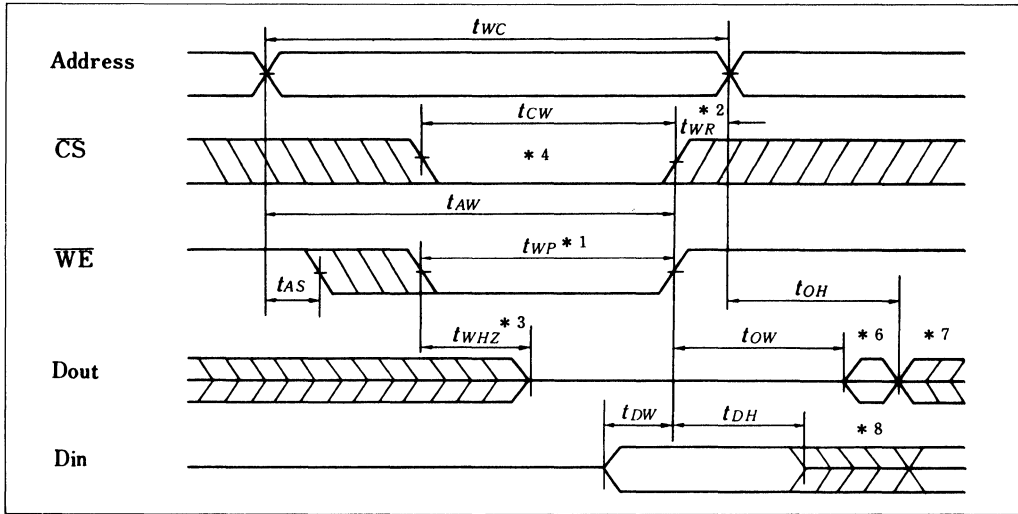 tWC
Address
tCW
*2
tWR
CS
*4
tAW
WE
tWP *1
tAS
tOH
tWHZ *3
tOW
*6
*7
Dout
tDW
tDH
*8
Din